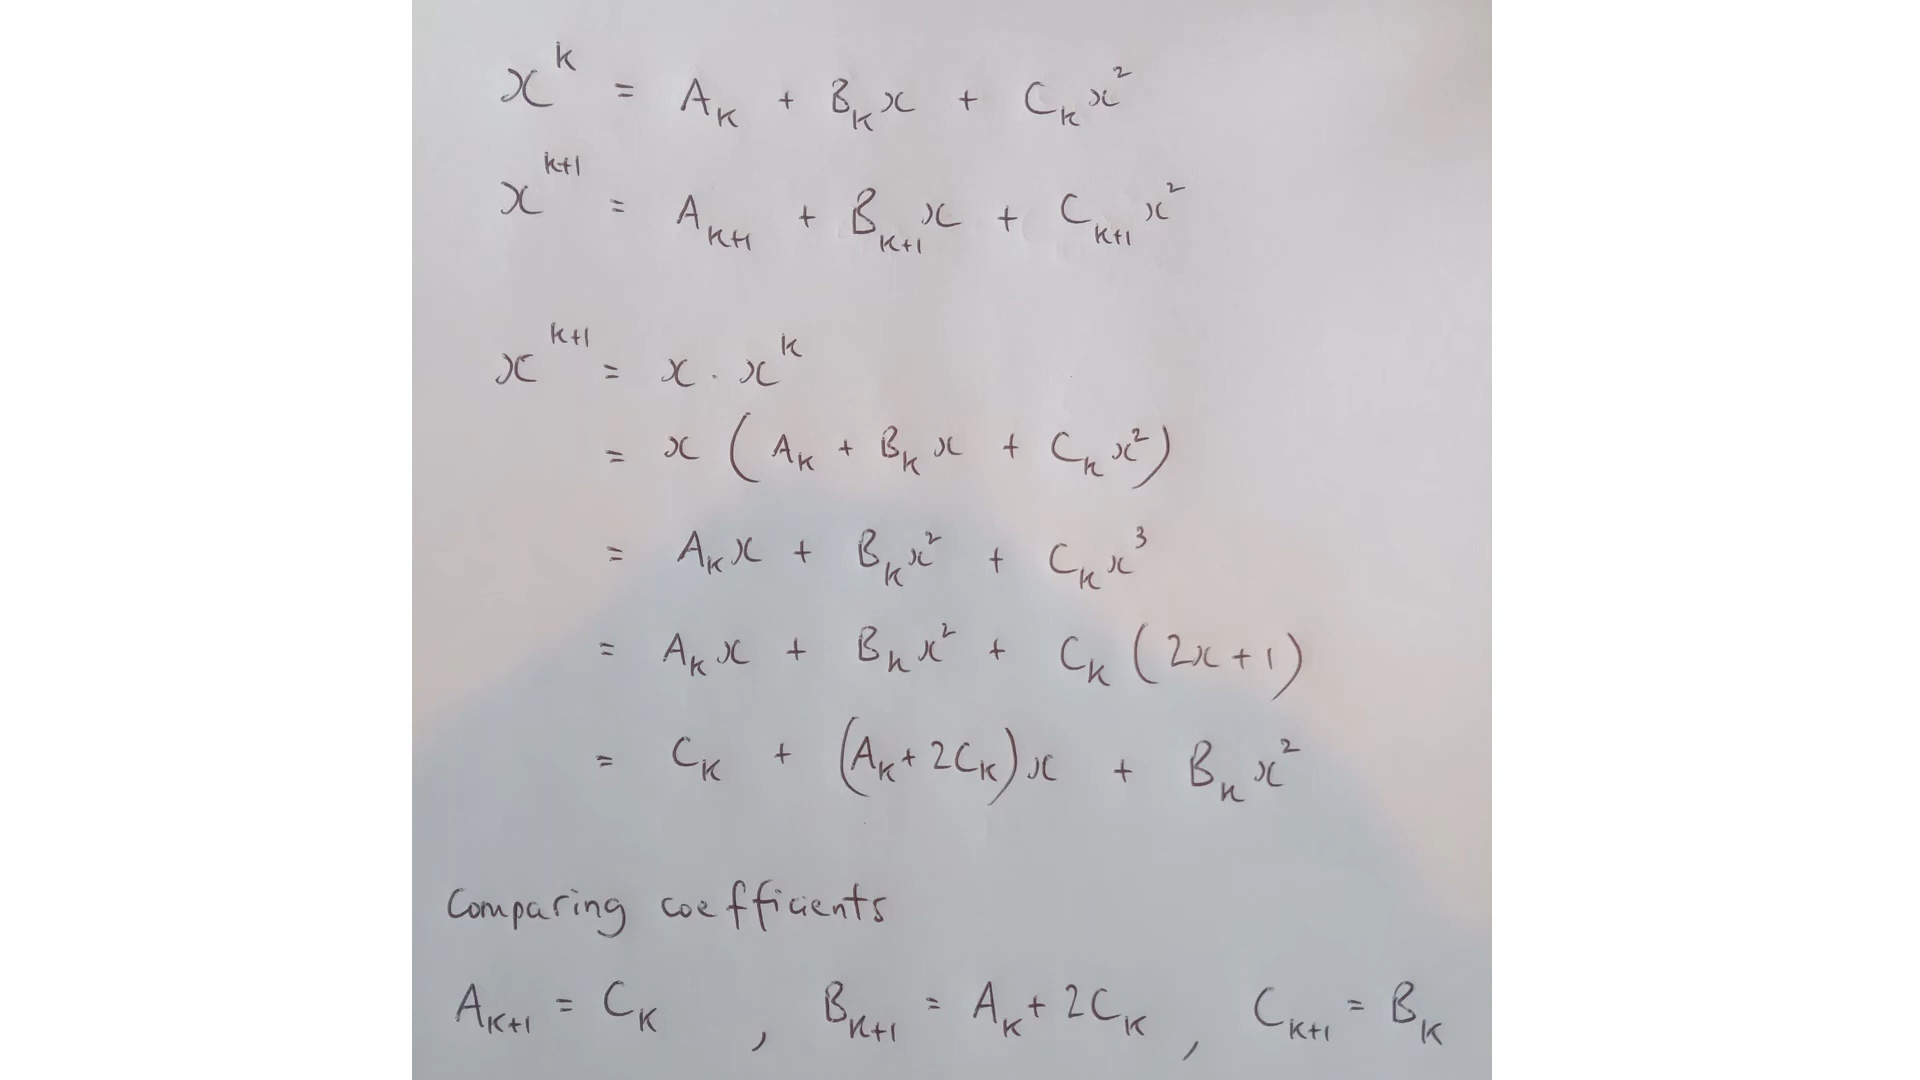 x^k = A_k + B_k x + C_k x^2
x^{k+1} = A_{k+1} + B_{k+1} x + C_{k+1} x^2
x^{k+1} = x . x^k
= x ( A_k + B_k x + C_k x^2 )
= A_k x + B_k x^2 + C_k x^3
= A_k x + B_k x^2 + C_k ( 2x + 1 )
= C_k + (A_k + 2C_k) x + B_k x^2
Comparing coefficients
A_{k+1} = C_k , B_{k+1} = A_k + 2C_k , C_{k+1} = B_k